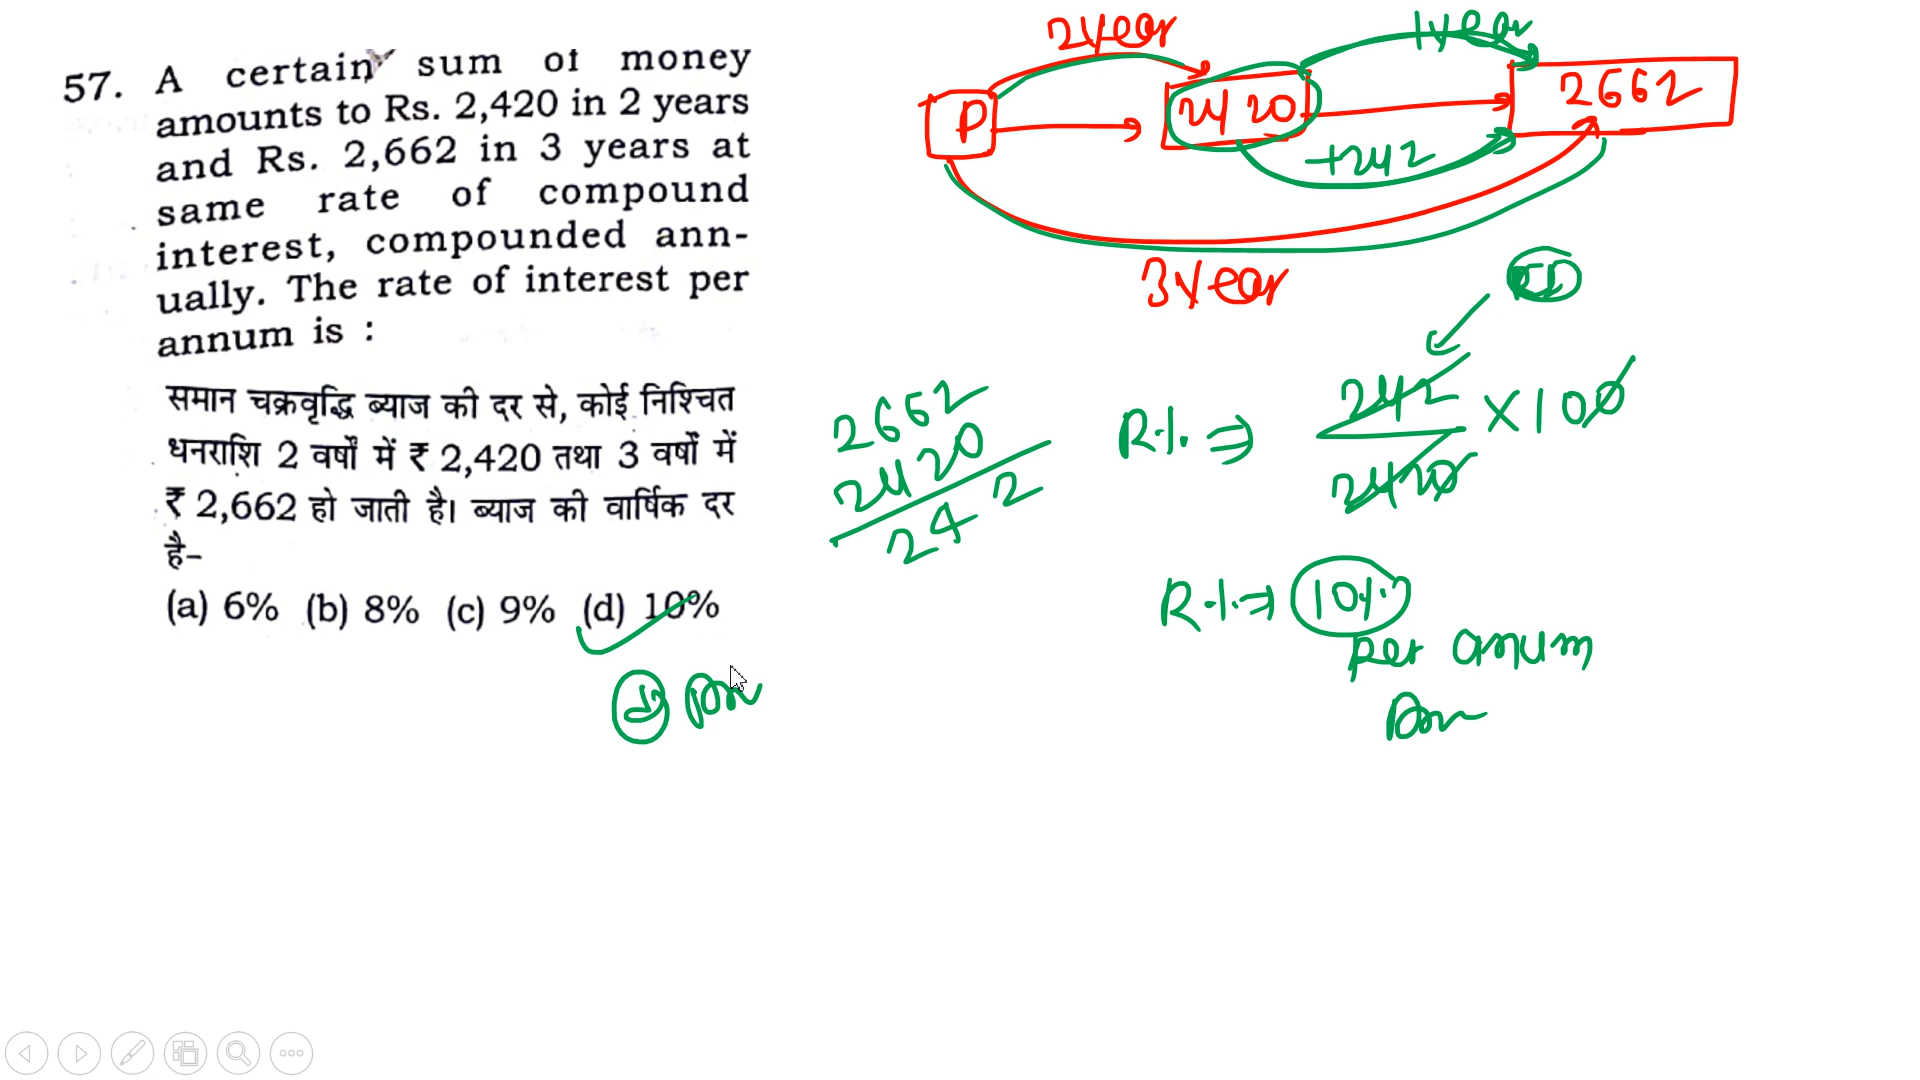 57. A certain sum of money
amounts to Rs. 2,420 in 2 years
and Rs. 2,662 in 3 years at
same rate of compound
interest, compounded ann-
ually. The rate of interest per
annum is :
समान चक्रवृद्धि ब्याज की दर से, कोई निश्चित
धनराशि 2 वर्षों में ₹ 2,420 तथा 3 वर्षों में
₹ 2,662 हो जाती है। ब्याज की वार्षिक दर
है–
(a) 6% (b) 8% (c) 9% (d) 10%
2year
1year
P
2420
2662
+242
3year
2662
2420
242
R% ⇒ 242/2420 × 100
R% ⇒ 10%
per anum